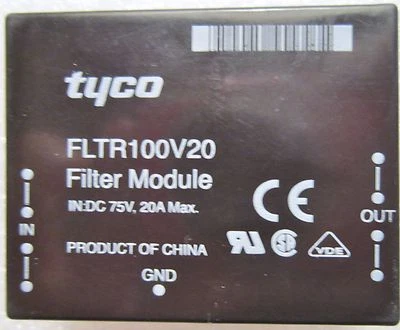 tyco
FLTR100V20
Filter Module
IN:DC 75V, 20A Max.
CE
IN
OUT
PRODUCT OF CHINA
GND
VDE